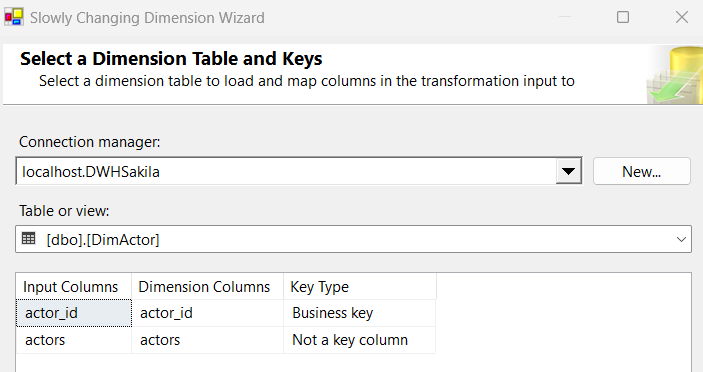 Slowly Changing Dimension Wizard
Select a Dimension Table and Keys
Select a dimension table to load and map columns in the transformation input to
Connection manager:
localhost.DWHSakila
New...
Table or view:
[dbo].[DimActor]
Input Columns Dimension Columns Key Type
actor_id actor_id Business key
actors actors Not a key column